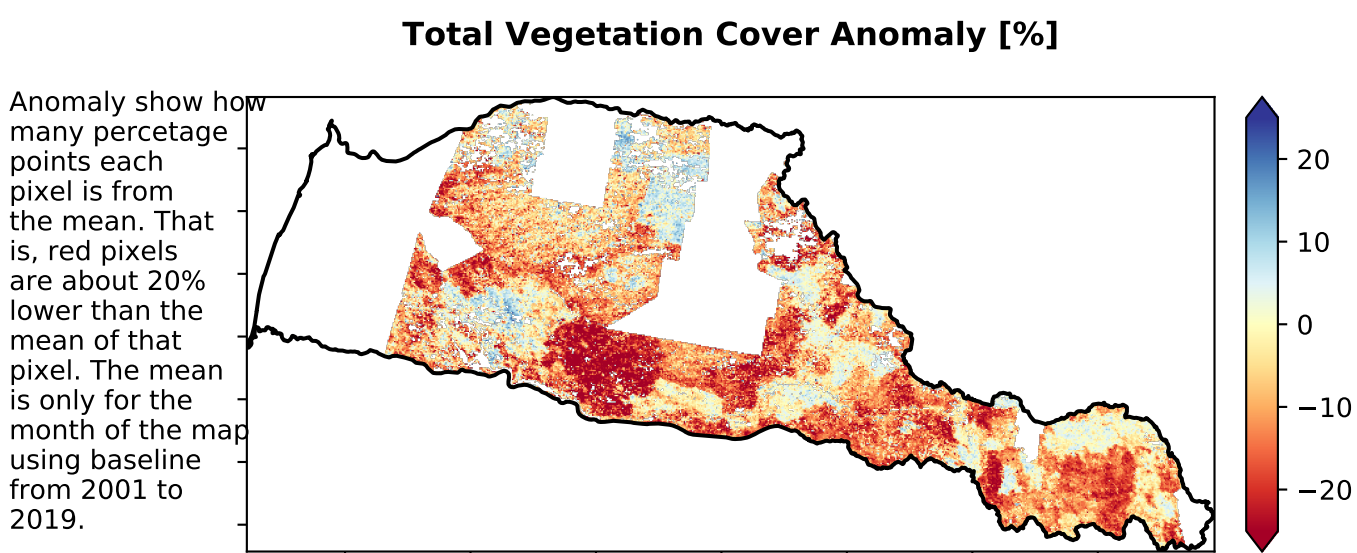 Total Vegetation Cover Anomaly [%]
Anomaly show how
many percetage
points each
pixel is from
the mean. That
is, red pixels
are about 20%
lower than the
mean of that
pixel. The mean
is only for the
month of the map
using baseline
from 2001 to
2019.
20
10
0
−10
−20